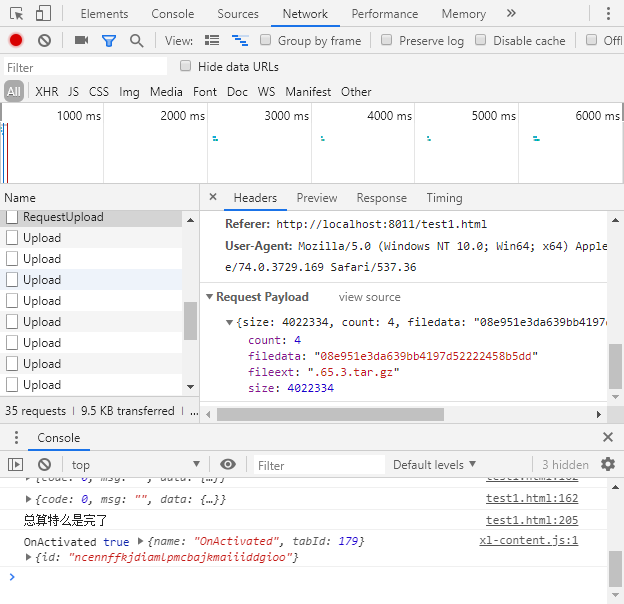 Elements Console Sources Network Performance Memory »
View: Group by frame Preserve log Disable cache Offl
Filter Hide data URLs
All XHR JS CSS Img Media Font Doc WS Manifest Other
1000 ms 2000 ms 3000 ms 4000 ms 5000 ms 6000 ms
Name
RequestUpload
Upload
Upload
Upload
Upload
Upload
Upload
Upload
Upload
35 requests 9.5 KB transferred ...
× Headers Preview Response Timing
Referer: http://localhost:8011/test1.html
User-Agent: Mozilla/5.0 (Windows NT 10.0; Win64; x64) Apple
e/74.0.3729.169 Safari/537.36
Request Payload view source
{size: 4022334, count: 4, filedata: "08e951e3da639bb4197d
count: 4
filedata: "08e951e3da639bb4197d52222458b5dd"
fileext: ".65.3.tar.gz"
size: 4022334
Console
top Filter Default levels 3 hidden
{code: 0, msg: "", data: {…}} test1.html:162
{code: 0, msg: "", data: {…}} test1.html:162
总算特么是完了 test1.html:205
OnActivated true {name: "OnActivated", tabId: 179} xl-content.js:1
{id: "ncennffkjdiamlpmcbajkmaiiiddgioo"}
>